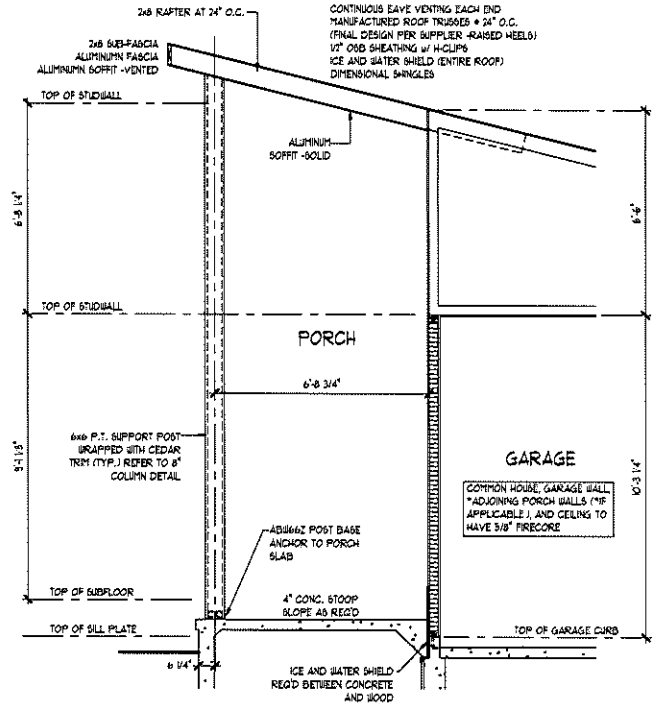 2x8 RAFTER AT 24" O.C.
CONTINUOUS EAVE VENTING EACH END
MANUFACTURED ROOF TRUSSES @ 24" O.C.
(FINAL DESIGN PER SUPPLIER -RAISED HEELS)
1/2" OSB SHEATHING w/ H-CLIPS
ICE AND WATER SHIELD (ENTIRE ROOF)
DIMENSIONAL SHINGLES
2x8 SUB-FASCIA
ALUMINUMN FASCIA
ALUMINUMN SOFFIT -VENTED
TOP OF STUDWALL
ALUMINUM
SOFFIT -SOLID
6'-8 1/4"
TOP OF STUDWALL
PORCH
6'-8 3/4"
6x6 P.T. SUPPORT POST
WRAPPED WITH CEDAR
TRIM (TYP.) REFER TO 8"
COLUMN DETAIL
GARAGE
10'-3 1/4"
COMMON HOUSE, GARAGE WALL,
*ADJOINING PORCH WALLS (*IF
APPLICABLE), AND CEILING TO
HAVE 5/8" FIRECORE
ABW66Z POST BASE
ANCHOR TO PORCH
SLAB
TOP OF SUBFLOOR
4" CONC. STOOP
SLOPE AS REQ'D
TOP OF SILL PLATE
TOP OF GARAGE CURB
6 1/4"
ICE AND WATER SHIELD
REQ'D BETWEEN CONCRETE
AND WOOD